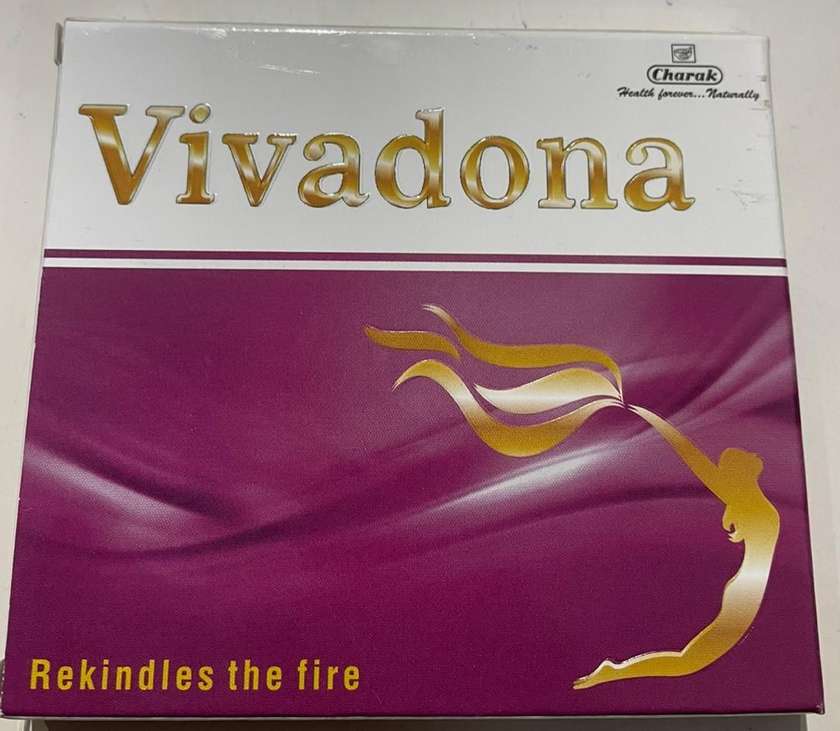 Charak
Health forever...Naturally
Vivadona
Rekindles the fire